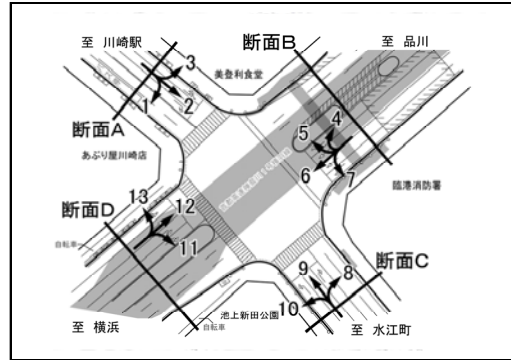 至 川崎駅
断面B
至 品川
3
美登利食堂
1
2
断面A
4
5
あぶり屋川崎店
6
7
臨港消防署
13
断面D
12
自転車
11
9
8
断面C
10
池上新田公園
至 横浜
自転車
至 水江町